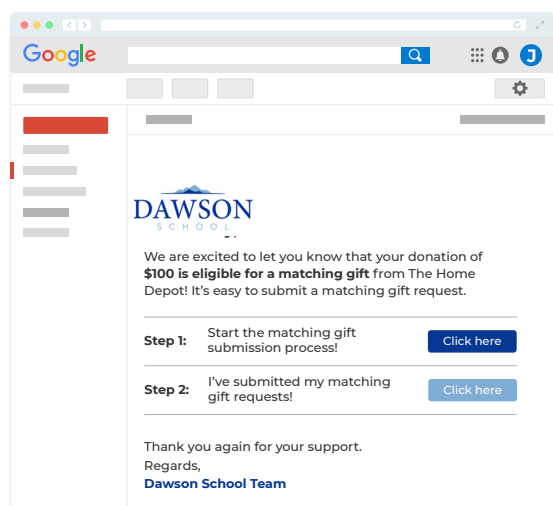 Google
J
DAWSON
SCHOOL
We are excited to let you know that your donation of
$100 is eligible for a matching gift from The Home
Depot! It's easy to submit a matching gift request.
Step 1:
Start the matching gift
submission process!
Click here
Step 2:
I've submitted my matching
gift requests!
Click here
Thank you again for your support.
Regards,
Dawson School Team